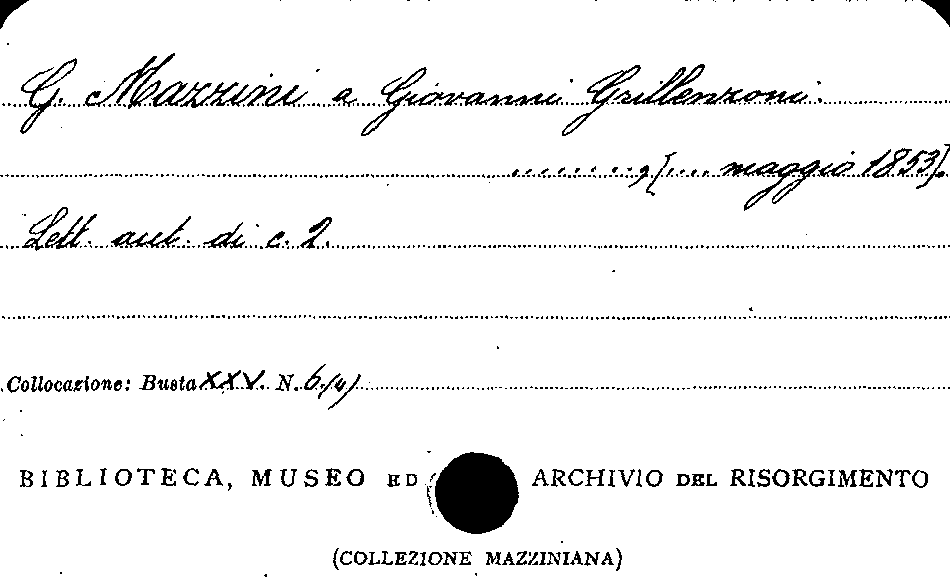 G. Mazzini a Giovanni Grillenzoni.
........., [.... maggio 1853].
Lett. aut. di c. 2.
Collocazione: Busta XXV. N. 6.(4)
BIBLIOTECA, MUSEO ED ARCHIVIO DEL RISORGIMENTO
(COLLEZIONE MAZZINIANA)